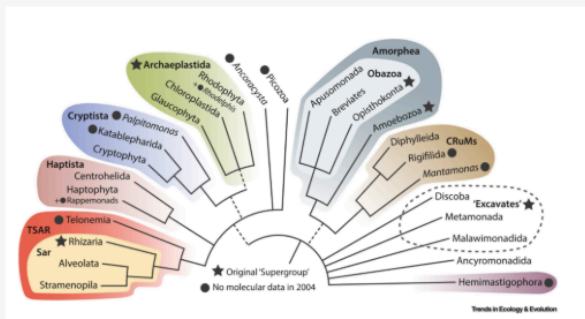 Amorphea
Archaeplastida
Obazoa
Ancoracysta
Picozoa
Rhodophyta
+Rhodelphis
Chloroplastida
Glaucophyta
Apusomonada
Breviates
Opisthokonta
Amoebozoa
Cryptista
Palpitomonas
Katablepharida
Cryptophyta
Diphylleida
CRuMs
Rigifilida
Mantamonas
Haptista
Centrohelida
Haptophyta
+Rappemonads
Discoba
'Excavates'
Metamonada
Malawimonadida
TSAR
Telonemia
Sar
Rhizaria
Alveolata
Stramenopila
Ancyromonadida
Hemimastigophora
Original 'Supergroup'
No molecular data in 2004
Trends in Ecology & Evolution